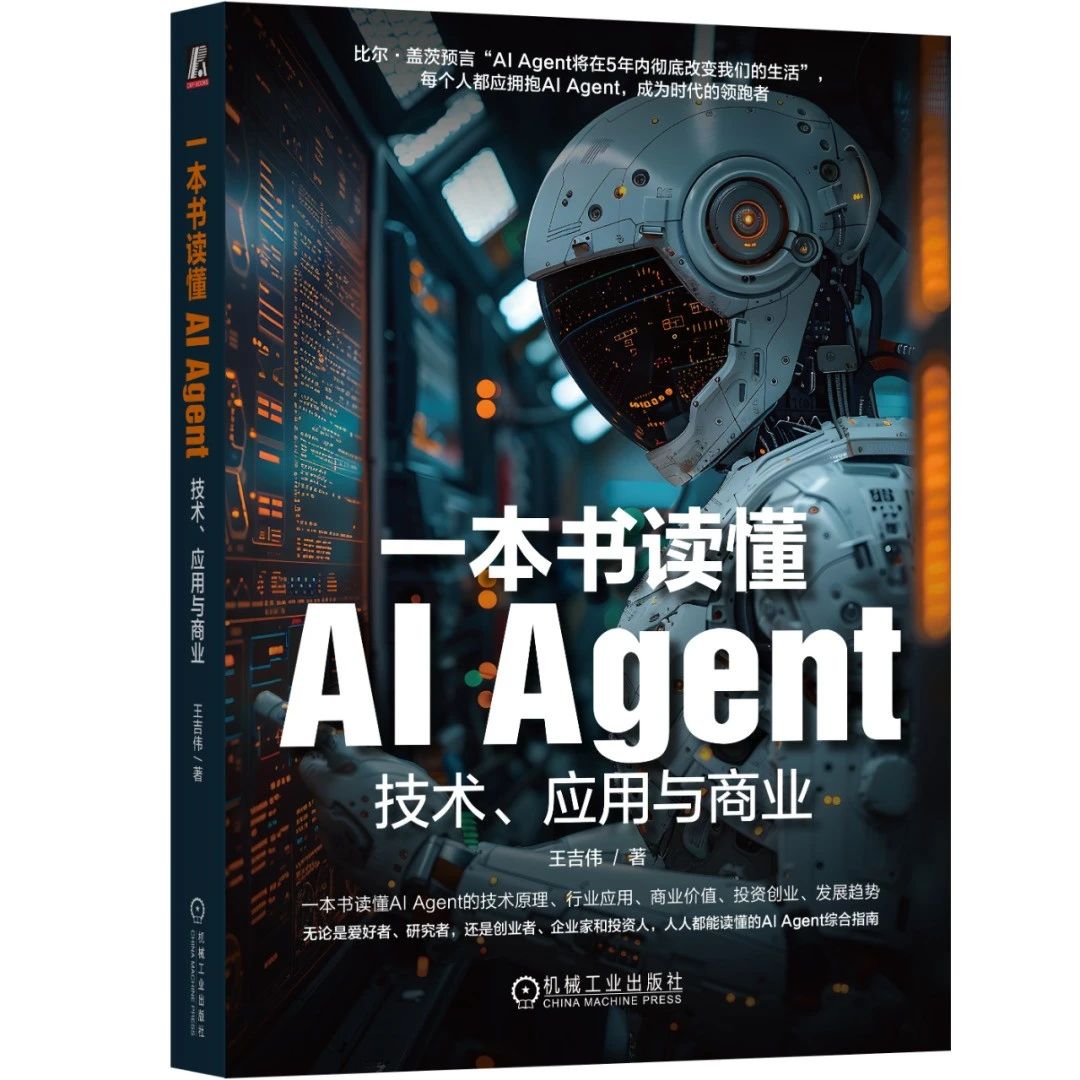 比尔·盖茨预言“AI Agent将在5年内彻底改变我们的生活”，
每个人都应拥抱AI Agent，成为时代的领跑者
一本书读懂
AI Agent
技术、应用与商业
王吉伟 / 著
一本书读懂AI Agent的技术原理、行业应用、商业价值、投资创业、发展趋势
无论是爱好者、研究者，还是创业者、企业家和投资人，人人都能读懂的AI Agent综合指南
机械工业出版社
CHINA MACHINE PRESS
一本书读懂 AI Agent
技术、应用与商业
王吉伟 / 著
机械工业出版社
CHINA MACHINE PRESS